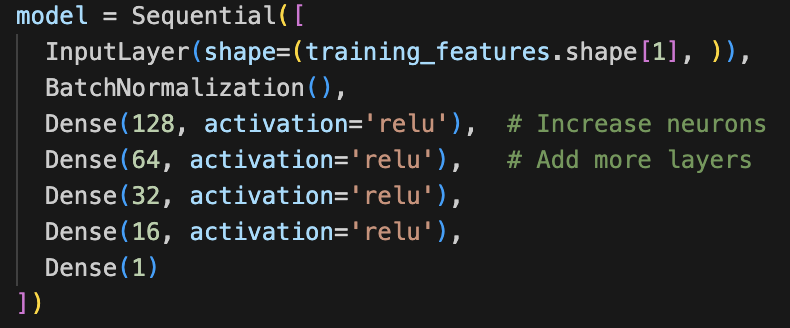 model = Sequential([
    InputLayer(shape=(training_features.shape[1], )),
    BatchNormalization(),
    Dense(128, activation='relu'),  # Increase neurons
    Dense(64, activation='relu'),   # Add more layers
    Dense(32, activation='relu'),
    Dense(16, activation='relu'),
    Dense(1)
])